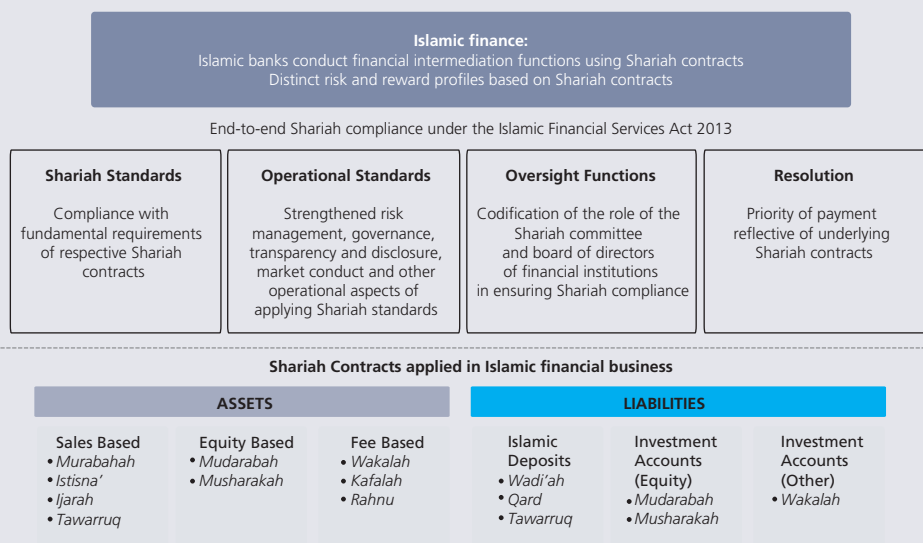 Islamic finance:
Islamic banks conduct financial intermediation functions using Shariah contracts
Distinct risk and reward profiles based on Shariah contracts
End-to-end Shariah compliance under the Islamic Financial Services Act 2013
Shariah Standards
Compliance with
fundamental requirements
of respective Shariah
contracts
Operational Standards
Strengthened risk
management, governance,
transparency and disclosure,
market conduct and other
operational aspects of
applying Shariah standards
Oversight Functions
Codification of the role of the
Shariah committee
and board of directors
of financial institutions
in ensuring Shariah compliance
Resolution
Priority of payment
reflective of underlying
Shariah contracts
Shariah Contracts applied in Islamic financial business
ASSETS
Sales Based
• Murabahah
• Istisna’
• Ijarah
• Tawarruq
Equity Based
• Mudarabah
• Musharakah
Fee Based
• Wakalah
• Kafalah
• Rahnu
LIABILITIES
Islamic
Deposits
• Wadi’ah
• Qard
• Tawarruq
Investment
Accounts
(Equity)
• Mudarabah
• Musharakah
Investment
Accounts
(Other)
• Wakalah